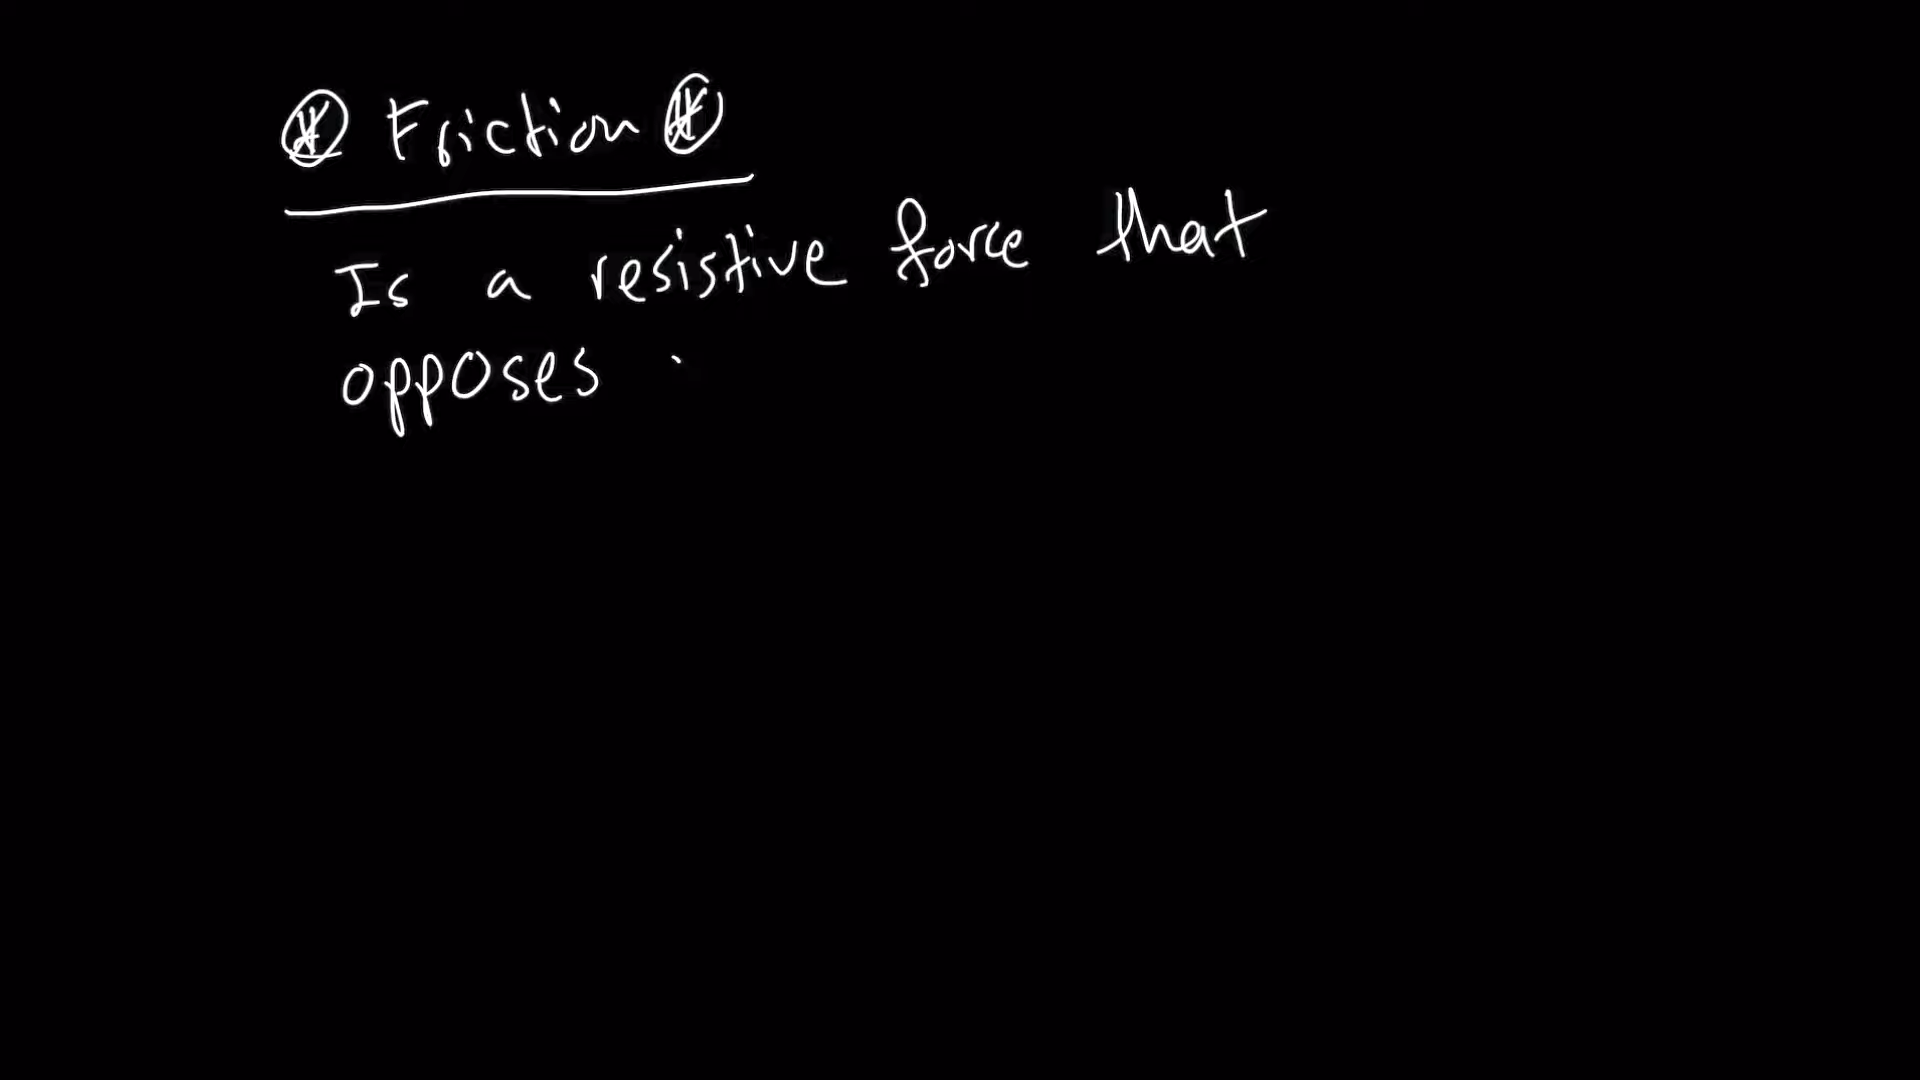 * Friction *
Is a resistive force that
opposes